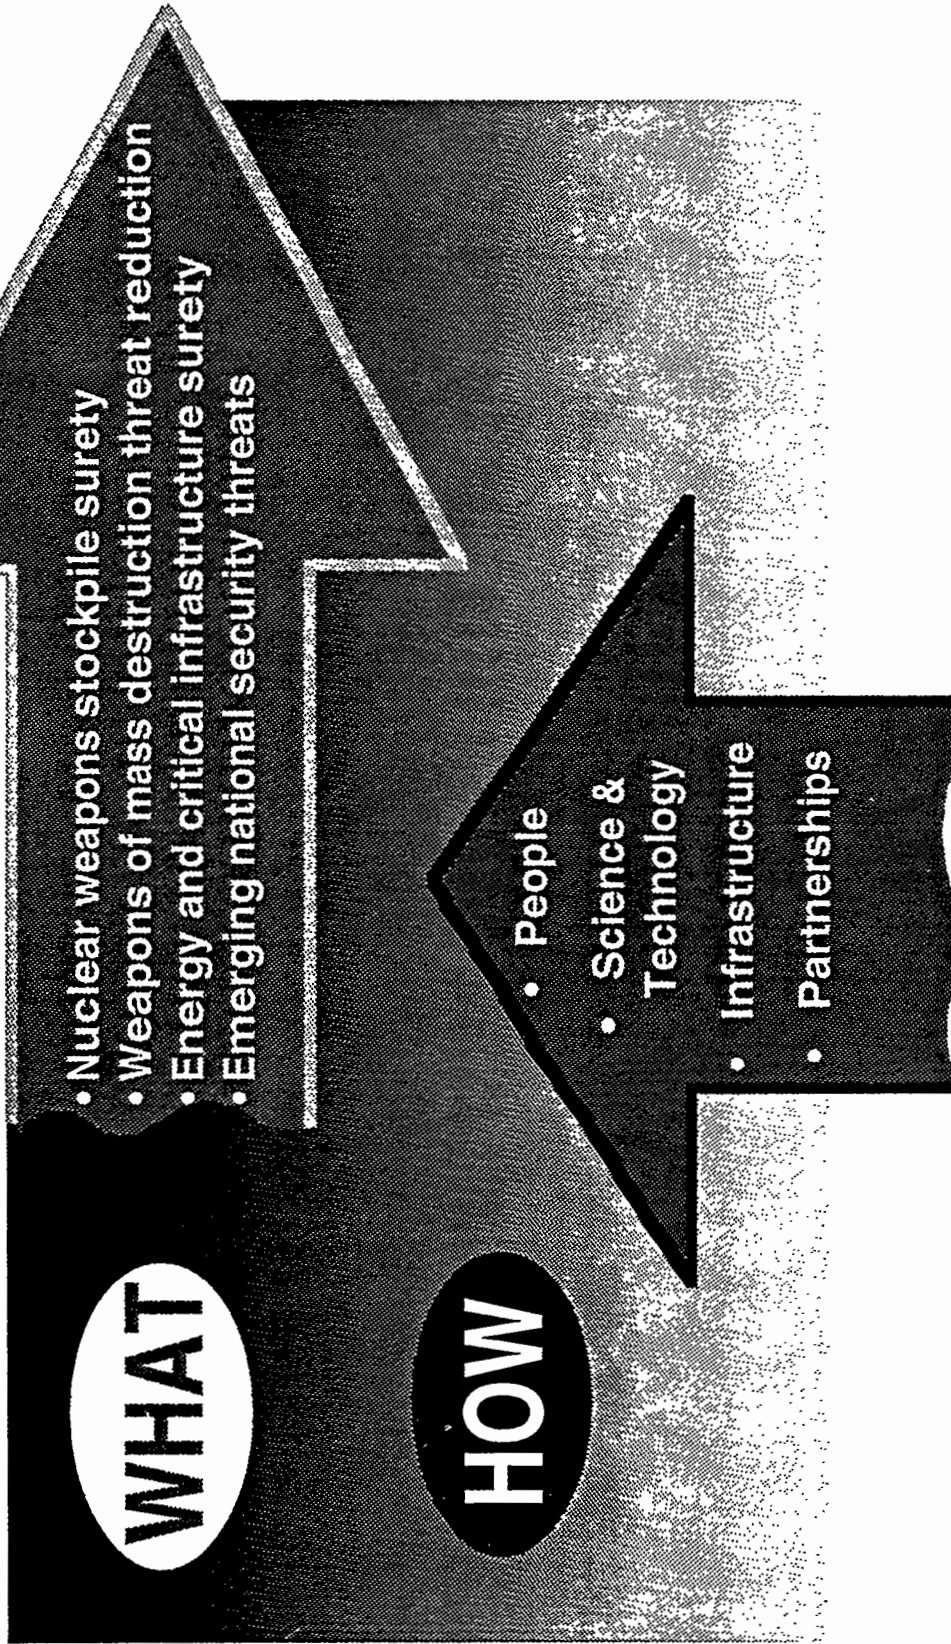 WHAT
• Nuclear weapons stockpile surety
• Weapons of mass destruction threat reduction
• Energy and critical infrastructure surety
• Emerging national security threats
HOW
• People
• Science &
Technology
• Infrastructure
• Partnerships